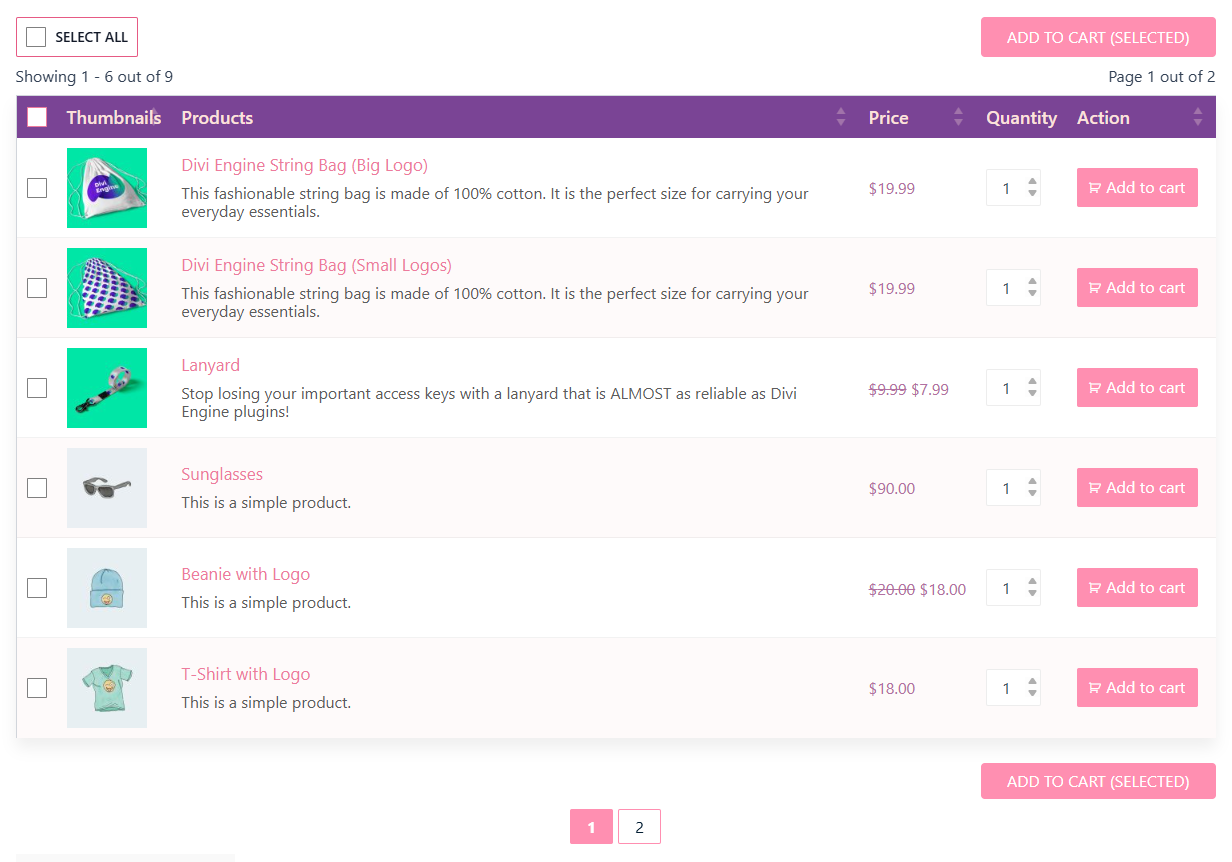 SELECT ALL
ADD TO CART (SELECTED)
Showing 1 - 6 out of 9
Page 1 out of 2
Thumbnails Products Price Quantity Action
Divi Engine
Divi Engine String Bag (Big Logo)
This fashionable string bag is made of 100% cotton. It is the perfect size for carrying your
everyday essentials.
$19.99
1
Add to cart
Divi Engine String Bag (Small Logos)
This fashionable string bag is made of 100% cotton. It is the perfect size for carrying your
everyday essentials.
$19.99
1
Add to cart
Lanyard
Stop losing your important access keys with a lanyard that is ALMOST as reliable as Divi
Engine plugins!
$9.99 $7.99
1
Add to cart
Sunglasses
This is a simple product.
$90.00
1
Add to cart
Beanie with Logo
This is a simple product.
$20.00 $18.00
1
Add to cart
T-Shirt with Logo
This is a simple product.
$18.00
1
Add to cart
ADD TO CART (SELECTED)
1 2